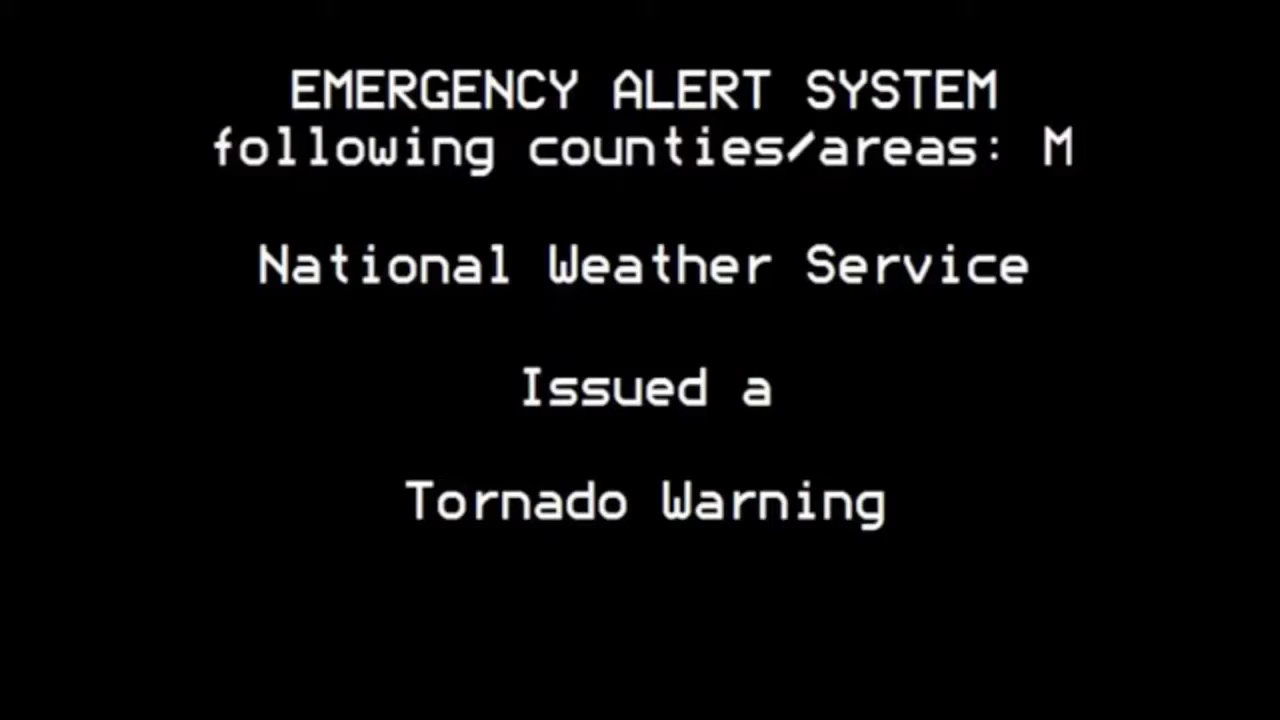 EMERGENCY ALERT SYSTEM
following counties/areas: M
National Weather Service
Issued a
Tornado Warning